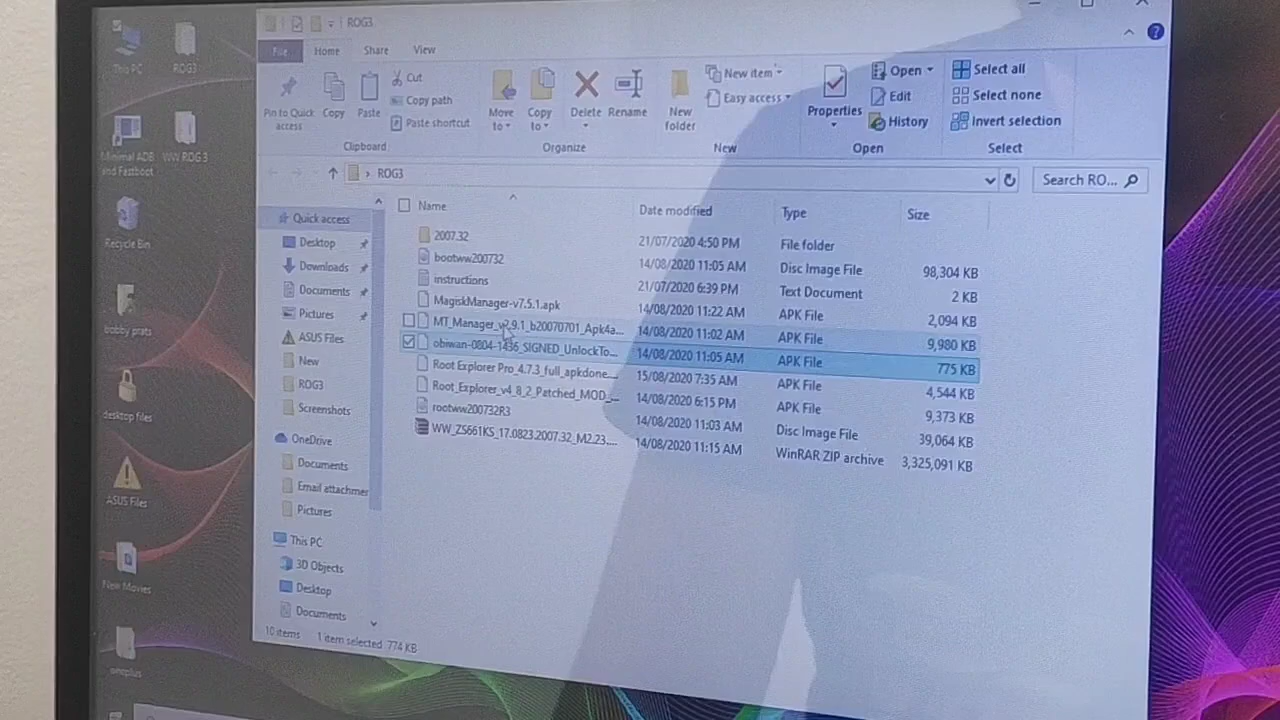 ROG3
File Home Share View
Pin to Quick access
Copy
Paste
Cut
Copy path
Paste shortcut
Clipboard
Move to
Copy to
Delete
Rename
Organize
New folder
New item
Easy access
New
Properties
Open
Edit
History
Open
Select all
Select none
Invert selection
Select
ROG3
Search RO...
Name Date modified Type Size
2007.32 21/07/2020 4:50 PM File folder
bootww200732 14/08/2020 11:05 AM Disc Image File 98,304 KB
instructions 21/07/2020 6:39 PM Text Document 2 KB
MagiskManager-v7.5.1.apk 14/08/2020 11:22 AM APK File 2,094 KB
MT_Manager_v2.9.1_b20070701_Apk4a... 14/08/2020 11:02 AM APK File 9,980 KB
obiwan-0804-1436_SIGNED_UnlockTo... 14/08/2020 11:05 AM APK File 775 KB
Root Explorer Pro_4.7.3_full_apkdone... 15/08/2020 7:35 AM APK File 4,544 KB
Root_Explorer_v4_8_2_Patched_MOD_... 14/08/2020 6:15 PM APK File 9,373 KB
rootww200732R3 14/08/2020 11:03 AM Disc Image File 39,064 KB
WW_ZS661KS_17.0823.2007.32_M2.23.... 14/08/2020 11:15 AM WinRAR ZIP archive 3,325,091 KB
Quick access
Desktop
Downloads
Documents
Pictures
ASUS Files
New
ROG3
Screenshots
OneDrive
Documents
Email attachmen
Pictures
This PC
3D Objects
Desktop
Documents
10 items 1 item selected 774 KB
This PC
ROG3
Minimal ADB and Fastboot
WW ROG 3
Recycle Bin
bobby prats
desktop files
ASUS Files
New Movies
oneplus